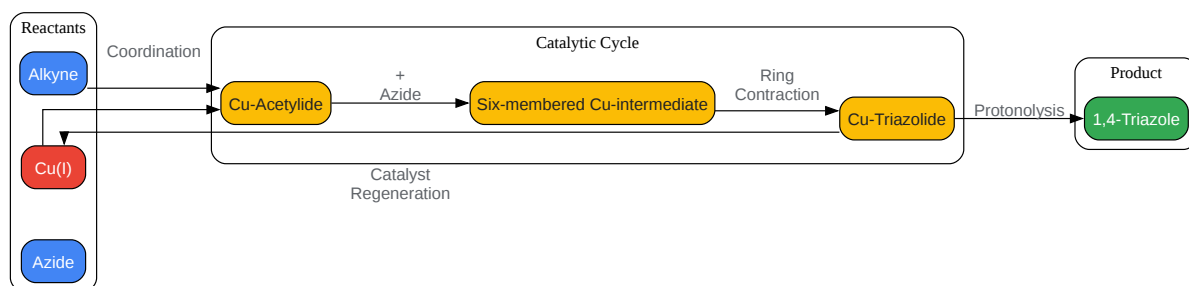 Reactants
Alkyne
Cu(I)
Azide
Coordination
Catalytic Cycle
Cu-Acetylide
+
Azide
Six-membered Cu-intermediate
Ring
Contraction
Cu-Triazolide
Catalyst
Regeneration
Protonolysis
Product
1,4-Triazole